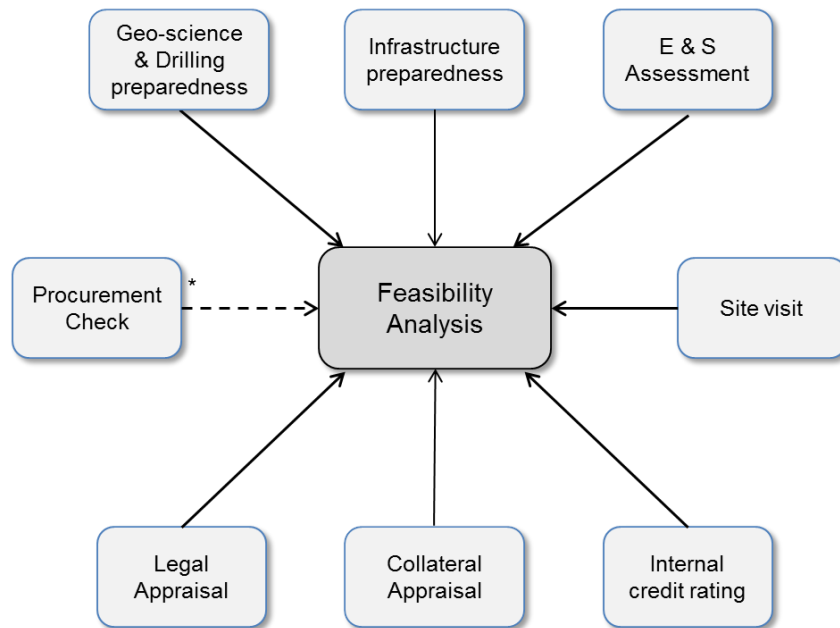 Geo-science
& Drilling
preparedness
Infrastructure
preparedness
E & S
Assessment
Procurement
Check
*
Feasibility
Analysis
Site visit
Legal
Appraisal
Collateral
Appraisal
Internal
credit rating